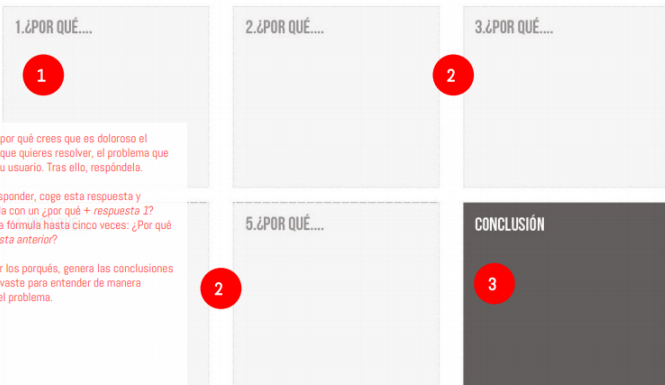 1.¿POR QUÉ....
2.¿POR QUÉ....
3.¿POR QUÉ....
1
2
por qué crees que es doloroso el
que quieres resolver, el problema que
u usuario. Tras ello, respóndela.
sponder, coge esta respuesta y
la con un ¿por qué + respuesta 1?
a fórmula hasta cinco veces: ¿Por qué
sta anterior?
r los porqués, genera las conclusiones
vaste para entender de manera
el problema.
5.¿POR QUÉ....
CONCLUSIÓN
2
3